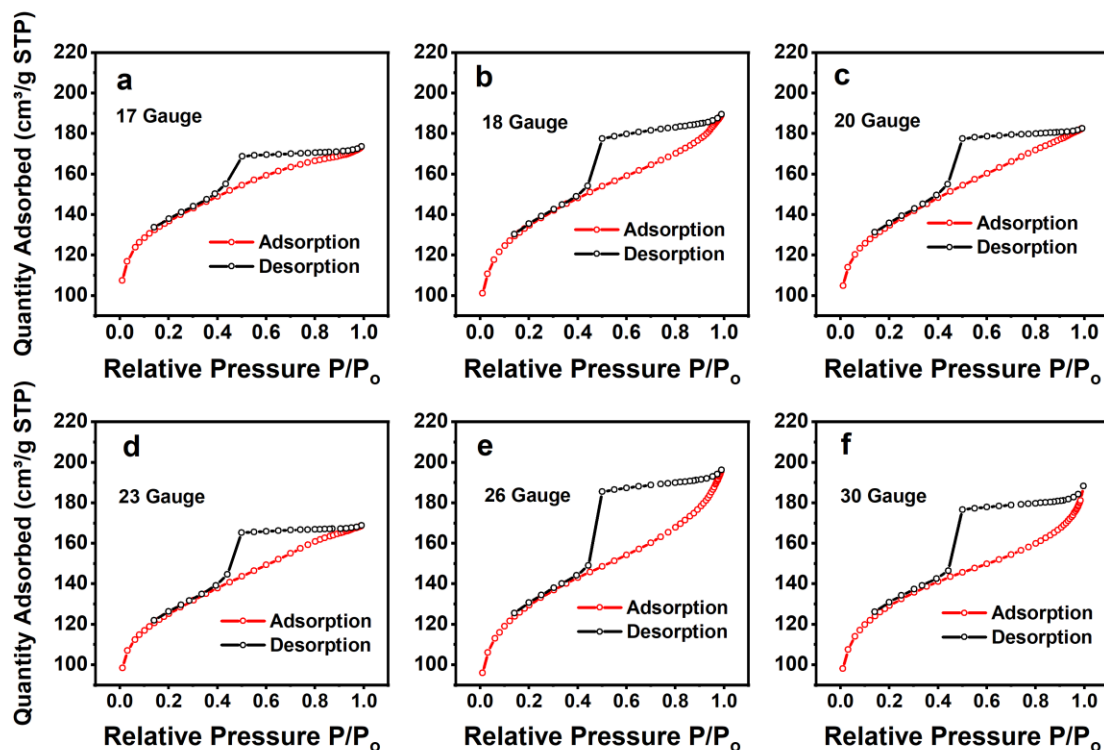 Quantity Adsorbed (cm³/g STP)
220
200
180
160
140
120
100
a
17 Gauge
Adsorption
Desorption
0.0 0.2 0.4 0.6 0.8 1.0
Relative Pressure P/Pₒ
220
200
180
160
140
120
100
b
18 Gauge
Adsorption
Desorption
0.0 0.2 0.4 0.6 0.8 1.0
Relative Pressure P/Pₒ
220
200
180
160
140
120
100
c
20 Gauge
Adsorption
Desorption
0.0 0.2 0.4 0.6 0.8 1.0
Relative Pressure P/Pₒ
Quantity Adsorbed (cm³/g STP)
220
200
180
160
140
120
100
d
23 Gauge
Adsorption
Desorption
0.0 0.2 0.4 0.6 0.8 1.0
Relative Pressure P/Pₒ
220
200
180
160
140
120
100
e
26 Gauge
Adsorption
Desorption
0.0 0.2 0.4 0.6 0.8 1.0
Relative Pressure P/Pₒ
220
200
180
160
140
120
100
f
30 Gauge
Adsorption
Desorption
0.0 0.2 0.4 0.6 0.8 1.0
Relative Pressure P/Pₒ